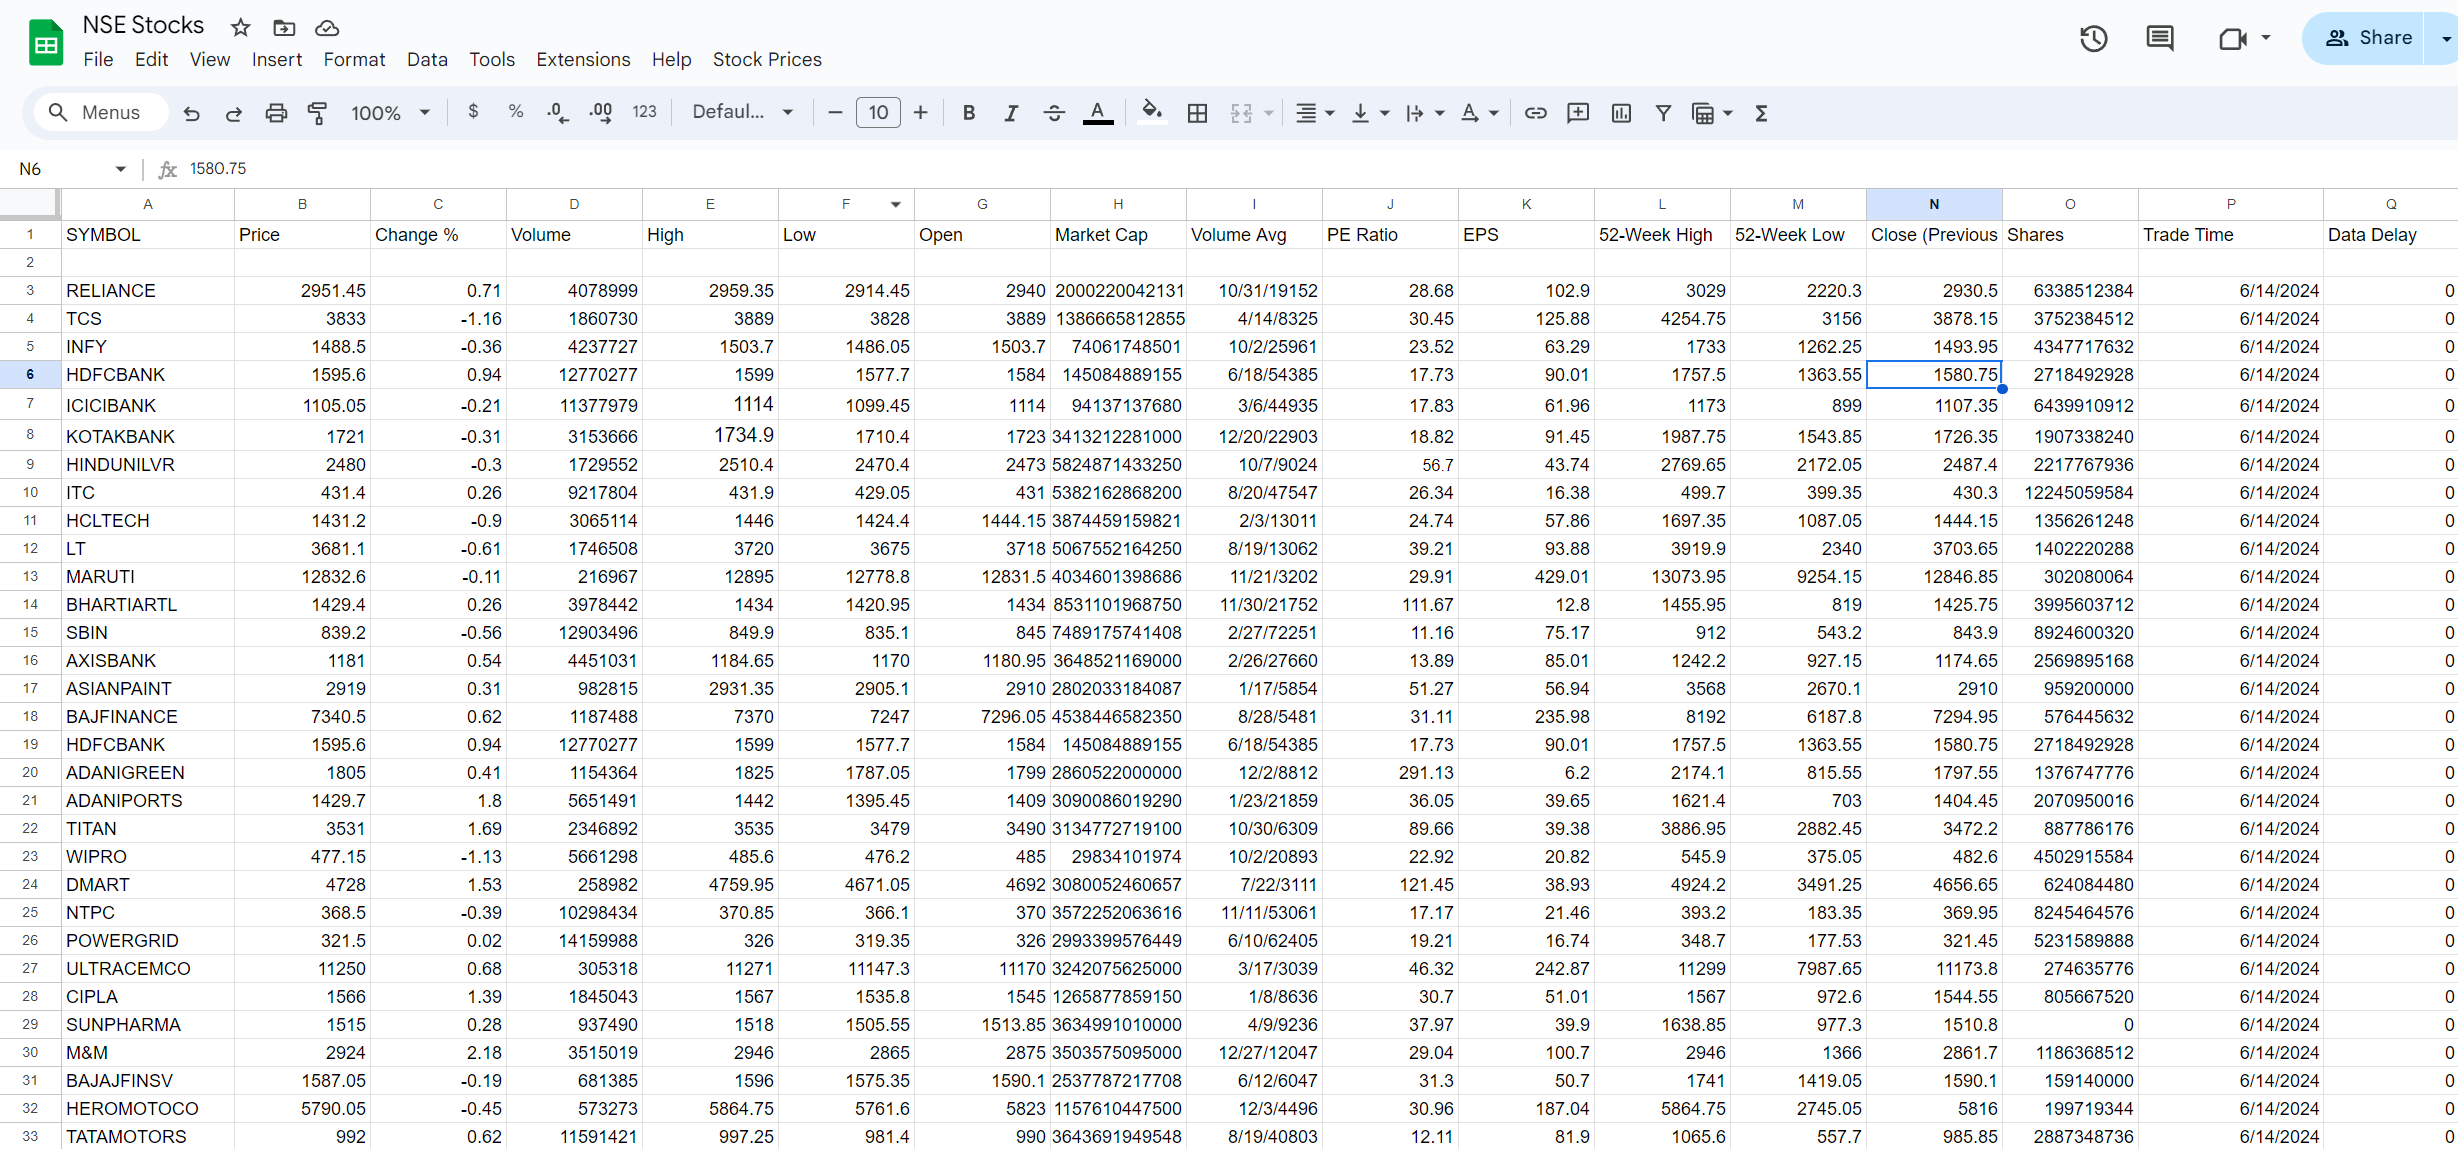 NSE Stocks
File Edit View Insert Format Data Tools Extensions Help Stock Prices
Share
Menus 100% $ % .0 .00 123 Defaul... 10 B I A
N6 fx 1580.75
A B C D E F G H I J K L M N O P Q
1 SYMBOL Price Change % Volume High Low Open Market Cap Volume Avg PE Ratio EPS 52-Week High 52-Week Low Close (Previous Shares Trade Time Data Delay
2
3 RELIANCE 2951.45 0.71 4078999 2959.35 2914.45 2940 2000220042131 10/31/19152 28.68 102.9 3029 2220.3 2930.5 6338512384 6/14/2024 0
4 TCS 3833 -1.16 1860730 3889 3828 3889 1386665812855 4/14/8325 30.45 125.88 4254.75 3156 3878.15 3752384512 6/14/2024 0
5 INFY 1488.5 -0.36 4237727 1503.7 1486.05 1503.7 74061748501 10/2/25961 23.52 63.29 1733 1262.25 1493.95 4347717632 6/14/2024 0
6 HDFCBANK 1595.6 0.94 12770277 1599 1577.7 1584 145084889155 6/18/54385 17.73 90.01 1757.5 1363.55 1580.75 2718492928 6/14/2024 0
7 ICICIBANK 1105.05 -0.21 11377979 1114 1099.45 1114 94137137680 3/6/44935 17.83 61.96 1173 899 1107.35 6439910912 6/14/2024 0
8 KOTAKBANK 1721 -0.31 3153666 1734.9 1710.4 1723 3413212281000 12/20/22903 18.82 91.45 1987.75 1543.85 1726.35 1907338240 6/14/2024 0
9 HINDUNILVR 2480 -0.3 1729552 2510.4 2470.4 2473 5824871433250 10/7/9024 56.7 43.74 2769.65 2172.05 2487.4 2217767936 6/14/2024 0
10 ITC 431.4 0.26 9217804 431.9 429.05 431 5382162868200 8/20/47547 26.34 16.38 499.7 399.35 430.3 12245059584 6/14/2024 0
11 HCLTECH 1431.2 -0.9 3065114 1446 1424.4 1444.15 3874459159821 2/3/13011 24.74 57.86 1697.35 1087.05 1444.15 1356261248 6/14/2024 0
12 LT 3681.1 -0.61 1746508 3720 3675 3718 5067552164250 8/19/13062 39.21 93.88 3919.9 2340 3703.65 1402220288 6/14/2024 0
13 MARUTI 12832.6 -0.11 216967 12895 12778.8 12831.5 4034601398686 11/21/3202 29.91 429.01 13073.95 9254.15 12846.85 302080064 6/14/2024 0
14 BHARTIARTL 1429.4 0.26 3978442 1434 1420.95 1434 8531101968750 11/30/21752 111.67 12.8 1455.95 819 1425.75 3995603712 6/14/2024 0
15 SBIN 839.2 -0.56 12903496 849.9 835.1 845 7489175741408 2/27/72251 11.16 75.17 912 543.2 843.9 8924600320 6/14/2024 0
16 AXISBANK 1181 0.54 4451031 1184.65 1170 1180.95 3648521169000 2/26/27660 13.89 85.01 1242.2 927.15 1174.65 2569895168 6/14/2024 0
17 ASIANPAINT 2919 0.31 982815 2931.35 2905.1 2910 2802033184087 1/17/5854 51.27 56.94 3568 2670.1 2910 959200000 6/14/2024 0
18 BAJFINANCE 7340.5 0.62 1187488 7370 7247 7296.05 4538446582350 8/28/5481 31.11 235.98 8192 6187.8 7294.95 576445632 6/14/2024 0
19 HDFCBANK 1595.6 0.94 12770277 1599 1577.7 1584 145084889155 6/18/54385 17.73 90.01 1757.5 1363.55 1580.75 2718492928 6/14/2024 0
20 ADANIGREEN 1805 0.41 1154364 1825 1787.05 1799 2860522000000 12/2/8812 291.13 6.2 2174.1 815.55 1797.55 1376747776 6/14/2024 0
21 ADANIPORTS 1429.7 1.8 5651491 1442 1395.45 1409 3090086019290 1/23/21859 36.05 39.65 1621.4 703 1404.45 2070950016 6/14/2024 0
22 TITAN 3531 1.69 2346892 3535 3479 3490 3134772719100 10/30/6309 89.66 39.38 3886.95 2882.45 3472.2 887786176 6/14/2024 0
23 WIPRO 477.15 -1.13 5661298 485.6 476.2 485 29834101974 10/2/20893 22.92 20.82 545.9 375.05 482.6 4502915584 6/14/2024 0
24 DMART 4728 1.53 258982 4759.95 4671.05 4692 3080052460657 7/22/3111 121.45 38.93 4924.2 3491.25 4656.65 624084480 6/14/2024 0
25 NTPC 368.5 -0.39 10298434 370.85 366.1 370 3572252063616 11/11/53061 17.17 21.46 393.2 183.35 369.95 8245464576 6/14/2024 0
26 POWERGRID 321.5 0.02 14159988 326 319.35 326 2993399576449 6/10/62405 19.21 16.74 348.7 177.53 321.45 5231589888 6/14/2024 0
27 ULTRACEMCO 11250 0.68 305318 11271 11147.3 11170 3242075625000 3/17/3039 46.32 242.87 11299 7987.65 11173.8 274635776 6/14/2024 0
28 CIPLA 1566 1.39 1845043 1567 1535.8 1545 1265877859150 1/8/8636 30.7 51.01 1567 972.6 1544.55 805667520 6/14/2024 0
29 SUNPHARMA 1515 0.28 937490 1518 1505.55 1513.85 3634991010000 4/9/9236 37.97 39.9 1638.85 977.3 1510.8 0 6/14/2024 0
30 M&M 2924 2.18 3515019 2946 2865 2875 3503575095000 12/27/12047 29.04 100.7 2946 1366 2861.7 1186368512 6/14/2024 0
31 BAJAJFINSV 1587.05 -0.19 681385 1596 1575.35 1590.1 2537787217708 6/12/6047 31.3 50.7 1741 1419.05 1590.1 159140000 6/14/2024 0
32 HEROMOTOCO 5790.05 -0.45 573273 5864.75 5761.6 5823 1157610447500 12/3/4496 30.96 187.04 5864.75 2745.05 5816 199719344 6/14/2024 0
33 TATAMOTORS 992 0.62 11591421 997.25 981.4 990 3643691949548 8/19/40803 12.11 81.9 1065.6 557.7 985.85 2887348736 6/14/2024 0